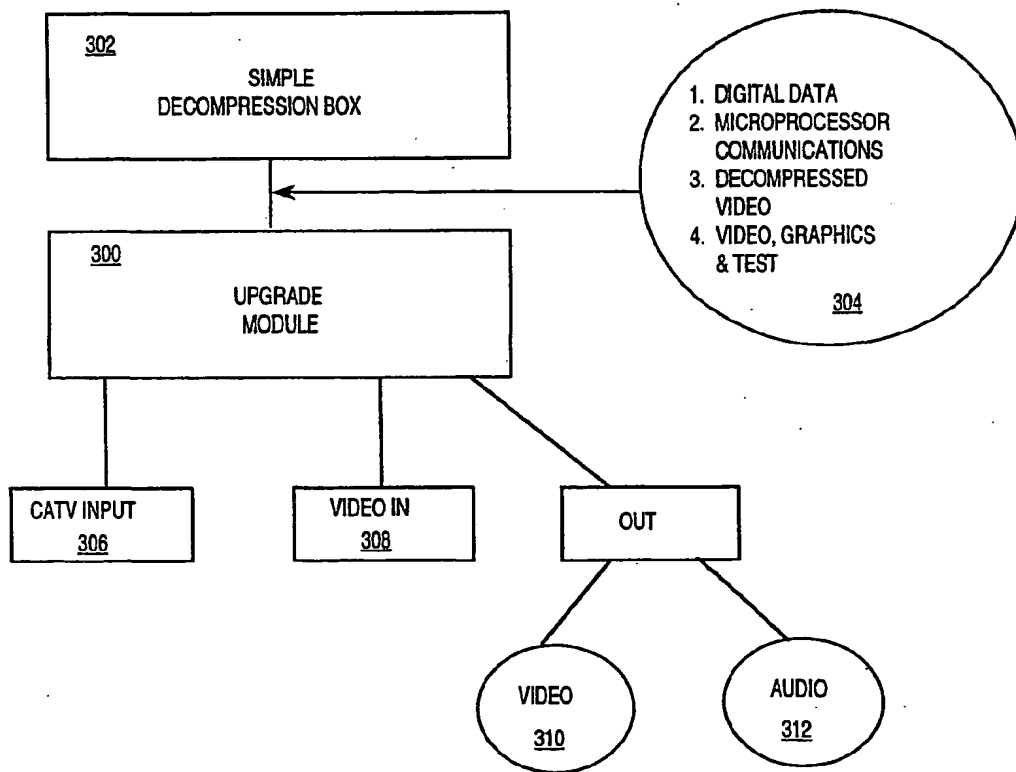 302
SIMPLE
DECOMPRESSION BOX
1. DIGITAL DATA
2. MICROPROCESSOR
COMMUNICATIONS
3. DECOMPRESSED
VIDEO
4. VIDEO, GRAPHICS
& TEST
304
300
UPGRADE
MODULE
CATV INPUT
306
VIDEO IN
308
OUT
VIDEO
310
AUDIO
312